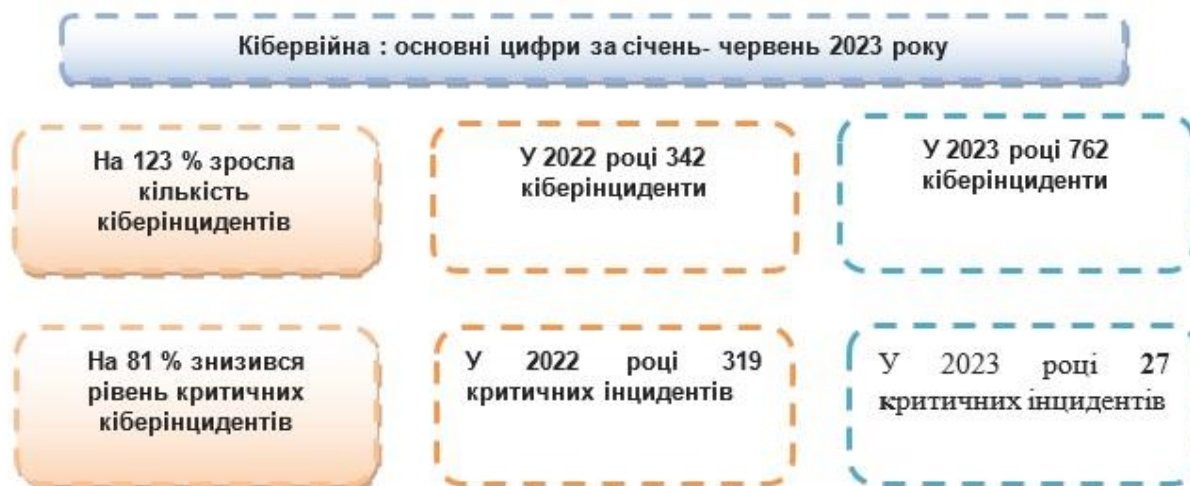 Кібервійна : основні цифри за січень- червень 2023 року
На 123 % зросла
кількість
кіберінцидентів
У 2022 році 342
кіберінциденти
У 2023 році 762
кіберінциденти
На 81 % знизився
рівень критичних
кіберінцидентів
У 2022 році 319
критичних інцидентів
У 2023 році 27
критичних інцидентів